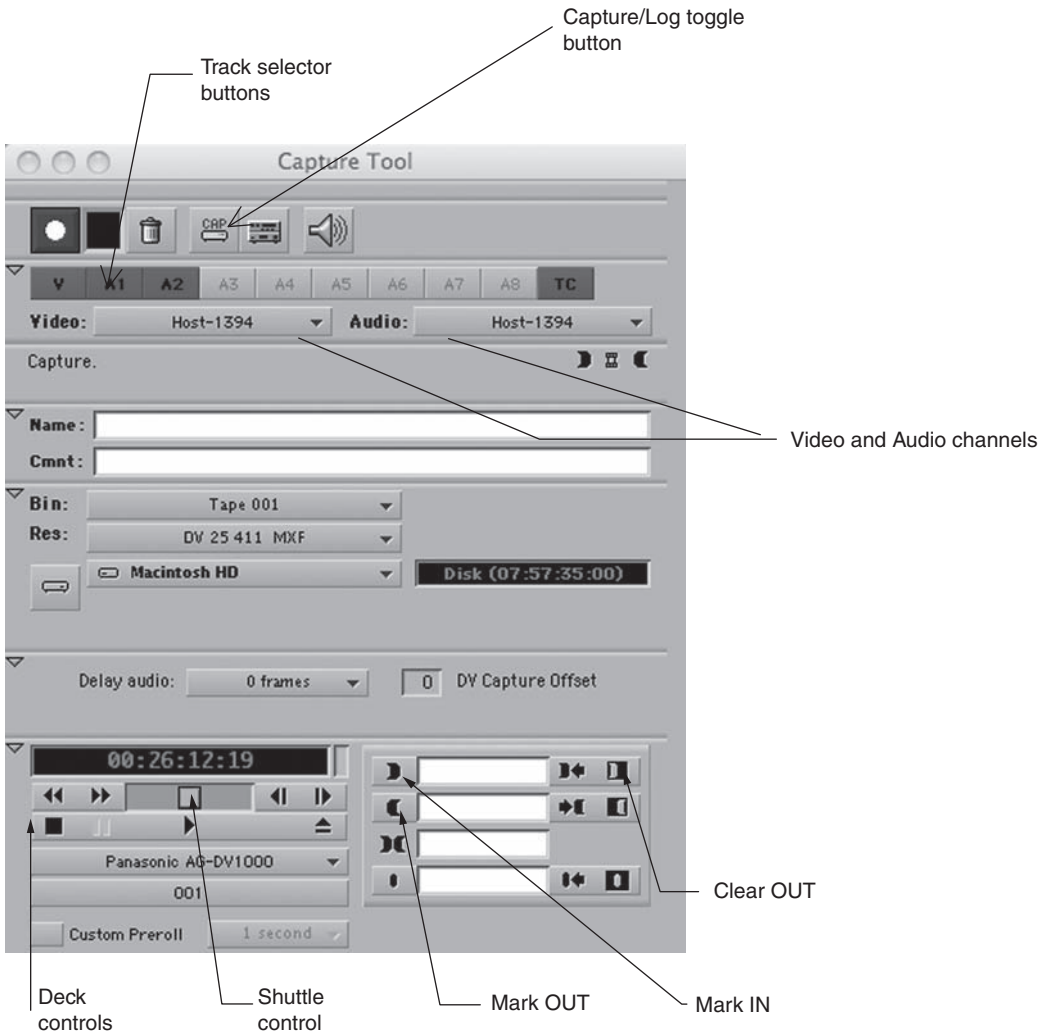 Capture/Log toggle
button
Track selector
buttons
Capture Tool
CAP
V A1 A2 A3 A4 A5 A6 A7 A8 TC
Video: Host-1394 Audio: Host-1394
Capture.
Name:
Cmnt:
Video and Audio channels
Bin: Tape 001
Res: DV 25 411 MXF
Macintosh HD Disk (07:57:35:00)
Delay audio: 0 frames 0 DV Capture Offset
00:26:12:19
Panasonic AG-DV1000
001
Clear OUT
Custom Preroll 1 second
Deck
controls
Shuttle
control
Mark OUT
Mark IN